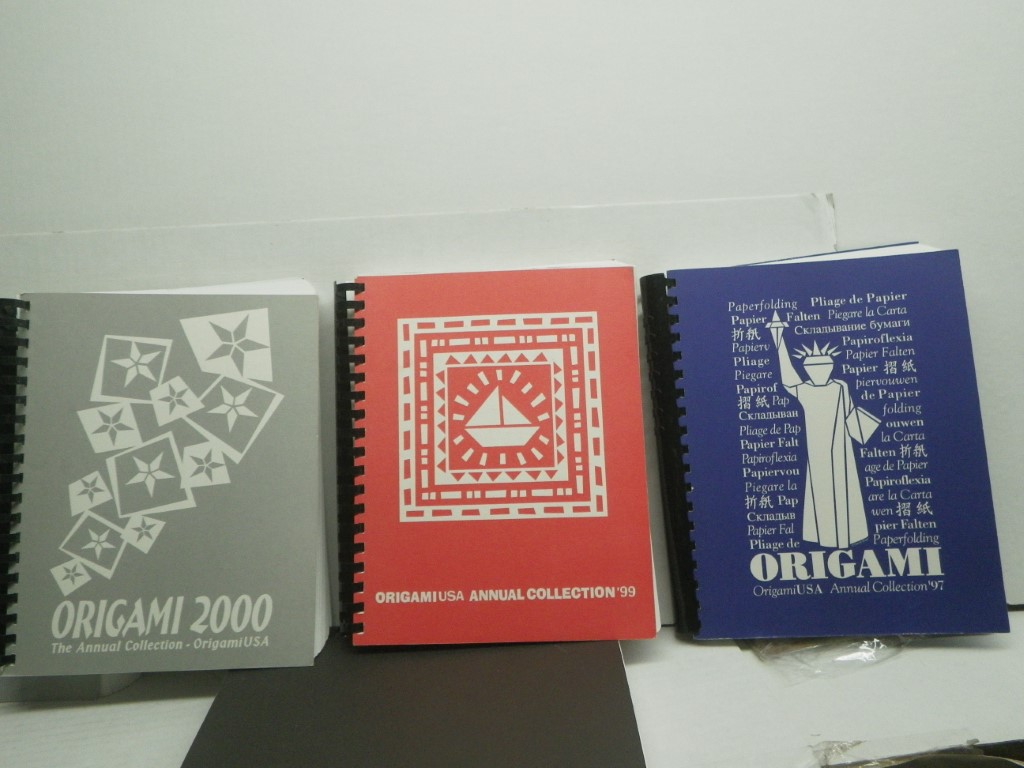 ORIGAMI 2000
The Annual Collection - OrigamiUSA
ORIGAMIUSA ANNUAL COLLECTION '99
Paperfolding Pliage de Papier
Papier Falten Piegare la Carta
折紙 Складывание бумаги
Papierv Papiroflexia
Pliage Papier Falten
Piegare Papier 摺紙
Papirof piervouwen
摺紙 Pap de Papier
Складыван folding
Pliage de Pap ouwen
Papier Falt la Carta
Papiroflexia Falten 折紙
Papiervou age de Papier
Piegare la Papiroflexia
折紙 Pap are la Carta
Складыв wen 摺紙
Papier Fal pier Falten
Pliage de Paperfolding
ORIGAMI
OrigamiUSA Annual Collection '97